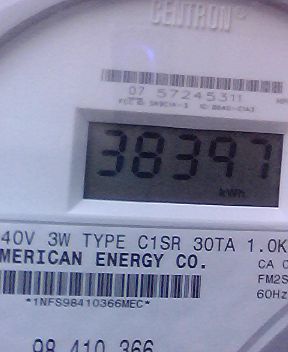 CENTRON®
07 57245311
38397
kWh
40V 3W TYPE C1SR 30TA 1.0K
MERICAN ENERGY CO.
CA 0
FM2S
60Hz
*1NFS98410366MEC*
98 410 366